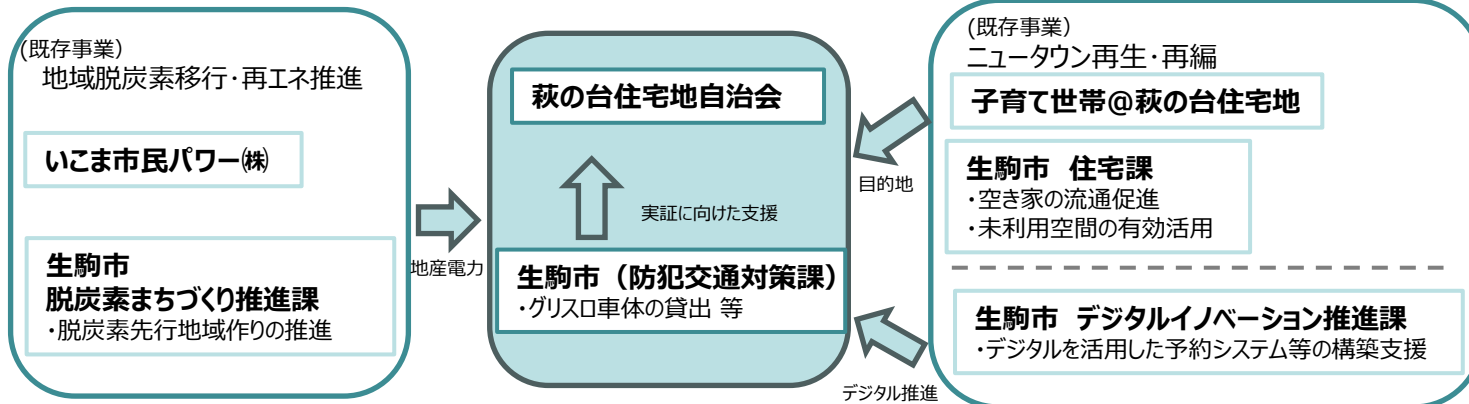 (既存事業）
地域脱炭素移行・再エネ推進
いこま市民パワー㈱
生駒市
脱炭素まちづくり推進課
・脱炭素先行地域作りの推進
地産電力
萩の台住宅地自治会
実証に向けた支援
生駒市（防犯交通対策課）
・グリスロ車体の貸出 等
目的地
デジタル推進
(既存事業）
ニュータウン再生・再編
子育て世帯@萩の台住宅地
生駒市 住宅課
・空き家の流通促進
・未利用空間の有効活用
生駒市 デジタルイノベーション推進課
・デジタルを活用した予約システム等の構築支援